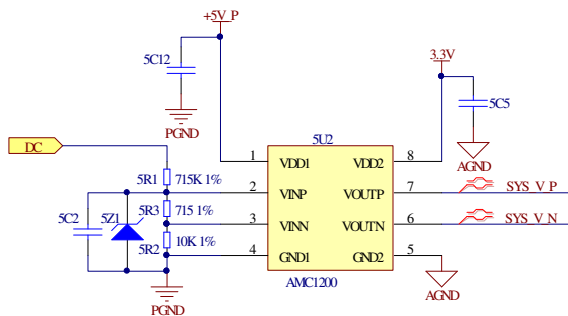 +5V_P
5C12
3.3V
5C5
PGND
AGND
DC
5U2
1 VDD1 VDD2 8
5R1 715K 1%
2 VINP VOUTP 7 SYS_V_P
5C2 5Z1 5R3 715 1%
3 VINN VOUTN 6 SYS_V_N
5R2 10K 1%
4 GND1 GND2 5
AMC1200
PGND
AGND